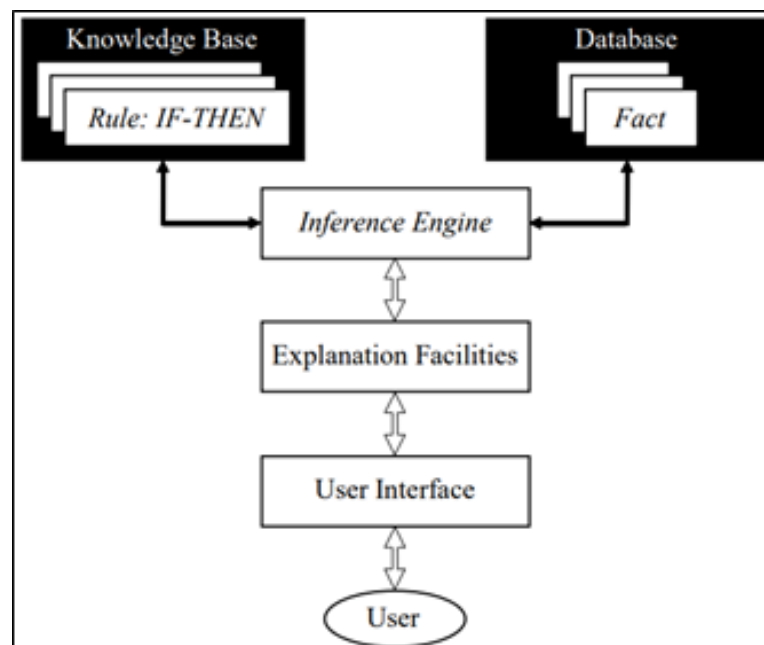 Knowledge Base
Database
Rule: IF-THEN
Fact
Inference Engine
Explanation Facilities
User Interface
User